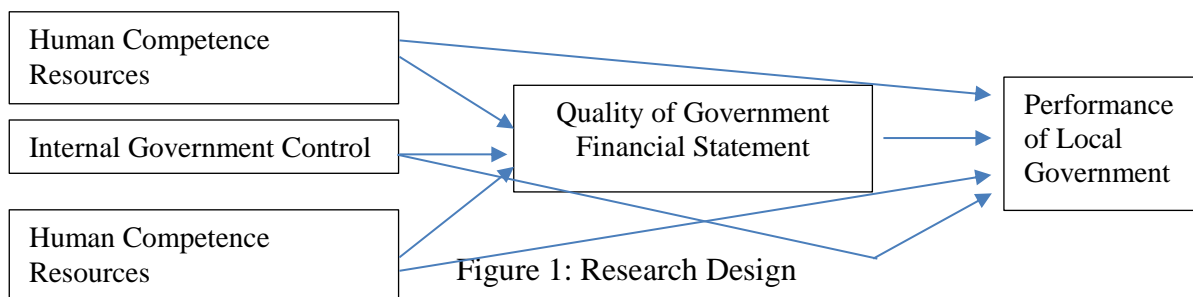 Human Competence
Resources
Internal Government Control
Human Competence
Resources
Quality of Government
Financial Statement
Performance
of Local
Government
Figure 1: Research Design